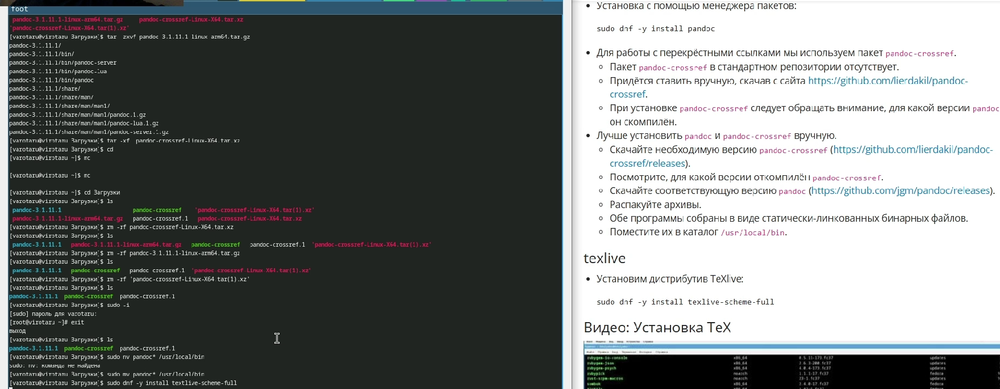 foot
pandoc-3.1.11.1-linux-arm64.tar.gz pandoc-crossref-Linux-X64.tar.xz
'pandoc-crossref-Linux-X64.tar(1).xz'
[varotaru@virotaru Загрузки]$ tar -zxvf pandoc-3.1.11.1-linux-arm64.tar.gz
pandoc-3.1.11.1/
pandoc-3.1.11.1/bin/
pandoc-3.1.11.1/bin/pandoc-server
pandoc-3.1.11.1/bin/pandoc-lua
pandoc-3.1.11.1/bin/pandoc
pandoc-3.1.11.1/share/
pandoc-3.1.11.1/share/man/
pandoc-3.1.11.1/share/man/man1/
pandoc-3.1.11.1/share/man/man1/pandoc.1.gz
pandoc-3.1.11.1/share/man/man1/pandoc-lua.1.gz
pandoc-3.1.11.1/share/man/man1/pandoc-server.1.gz
[varotaru@virotaru Загрузки]$ tar -xf pandoc-crossref-Linux-X64.tar.xz
[varotaru@virotaru Загрузки]$ cd
[varotaru@virotaru ~]$ mc
[varotaru@virotaru ~]$ mc
[varotaru@virotaru ~]$ cd Загрузки
[varotaru@virotaru Загрузки]$ ls
pandoc-3.1.11.1 pandoc-crossref 'pandoc-crossref-Linux-X64.tar(1).xz'
pandoc-3.1.11.1-linux-arm64.tar.gz pandoc-crossref.1 pandoc-crossref-Linux-X64.tar.xz
[varotaru@virotaru Загрузки]$ rm -rf pandoc-crossref-Linux-X64.tar.xz
[varotaru@virotaru Загрузки]$ ls
pandoc-3.1.11.1 pandoc-3.1.11.1-linux-arm64.tar.gz pandoc-crossref pandoc-crossref.1 'pandoc-crossref-Linux-X64.tar(1).xz'
[varotaru@virotaru Загрузки]$ rm -rf pandoc-3.1.11.1-linux-arm64.tar.gz
[varotaru@virotaru Загрузки]$ ls
pandoc-3.1.11.1 pandoc-crossref pandoc-crossref.1 'pandoc-crossref-Linux-X64.tar(1).xz'
[varotaru@virotaru Загрузки]$ rm -rf 'pandoc-crossref-Linux-X64.tar(1).xz'
[varotaru@virotaru Загрузки]$ ls
pandoc-3.1.11.1 pandoc-crossref pandoc-crossref.1
[varotaru@virotaru Загрузки]$ sudo -i
[sudo] пароль для varotaru:
[root@virotaru ~]# exit
выход
[varotaru@virotaru Загрузки]$ ls
pandoc-3.1.11.1 pandoc-crossref pandoc-crossref.1
[varotaru@virotaru Загрузки]$ sudo nv pandoc* /usr/local/bin
sudo: nv: команда не найдена
[varotaru@virotaru Загрузки]$ sudo mv pandoc* /usr/local/bin
[varotaru@virotaru Загрузки]$ sudo dnf -y install textlive-scheme-full
• Установка с помощью менеджера пакетов:
sudo dnf -y install pandoc
• Для работы с перекрёстными ссылками мы используем пакет pandoc-crossref.
◦ Пакет pandoc-crossref в стандартном репозитории отсутствует.
◦ Придётся ставить вручную, скачав с сайта https://github.com/lierdakil/pandoc-
crossref.
◦ При установке pandoc-crossref следует обращать внимание, для какой версии pandoc
он скомпилён.
• Лучше установить pandoc и pandoc-crossref вручную.
◦ Скачайте необходимую версию pandoc-crossref (https://github.com/lierdakil/pandoc-
crossref/releases).
◦ Посмотрите, для какой версии откомпилён pandoc-crossref.
◦ Скачайте соответствующую версию pandoc (https://github.com/jgm/pandoc/releases).
◦ Распакуйте архивы.
◦ Обе программы собраны в виде статически-линкованных бинарных файлов.
◦ Поместите их в каталог /usr/local/bin.
texlive
• Установим дистрибутив TeXlive:
sudo dnf -y install texlive-scheme-full
Видео: Установка TeX
rubygem-io-console x86_64 0.5.11-173.fc37 updates
rubygem-json x86_64 2.6.3-200.fc37 updates
rubygem-psych x86_64 4.0.4-173.fc37 updates
rubypick noarch 1.1.1-17.fc37 fedora
rust-srpm-macros noarch 23-1.fc37 updates
sombok x86_64 2.4.0-17.fc37 fedora